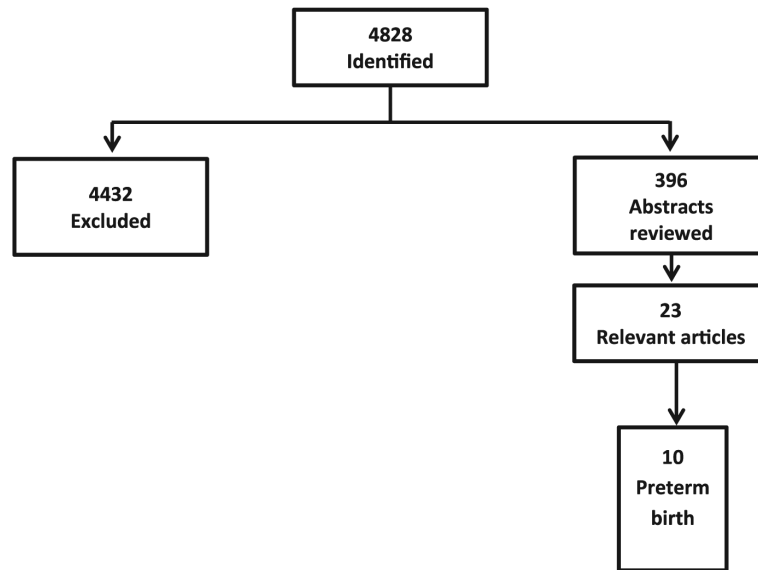 4828
Identified
4432
Excluded
396
Abstracts
reviewed
23
Relevant articles
10
Preterm
birth